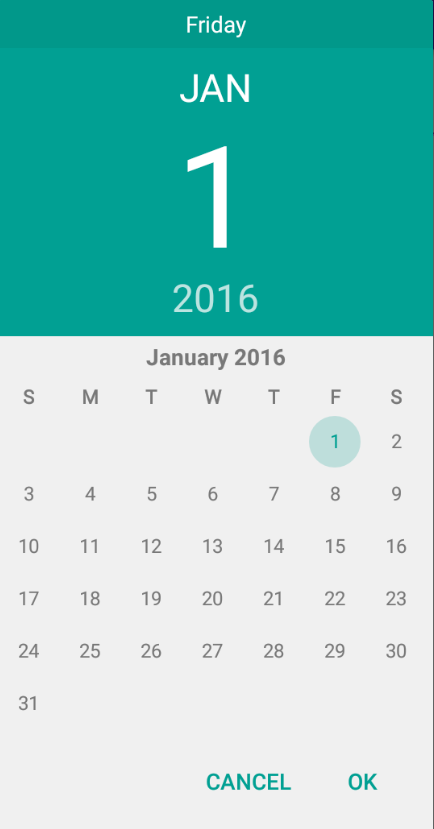 Friday
JAN
1
2016
January 2016
S M T W T F S
1 2
3 4 5 6 7 8 9
10 11 12 13 14 15 16
17 18 19 20 21 22 23
24 25 26 27 28 29 30
31
CANCEL OK